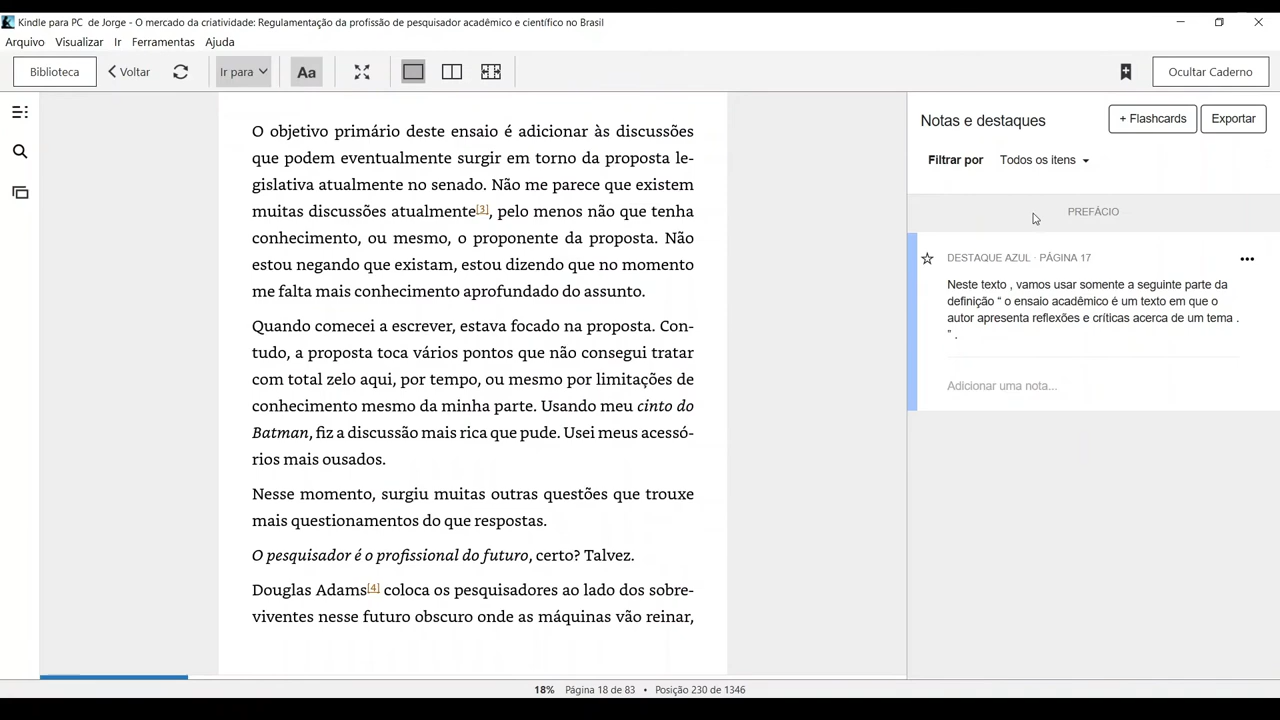 Kindle para PC de Jorge - O mercado da criatividade: Regulamentação da profissão de pesquisador acadêmico e científico no Brasil
Arquivo Visualizar Ir Ferramentas Ajuda
Biblioteca Voltar Ir para Aa Ocultar Caderno
O objetivo primário deste ensaio é adicionar às discussões
que podem eventualmente surgir em torno da proposta le-
gislativa atualmente no senado. Não me parece que existem
muitas discussões atualmente[3], pelo menos não que tenha
conhecimento, ou mesmo, o proponente da proposta. Não
estou negando que existam, estou dizendo que no momento
me falta mais conhecimento aprofundado do assunto.
Quando comecei a escrever, estava focado na proposta. Con-
tudo, a proposta toca vários pontos que não consegui tratar
com total zelo aqui, por tempo, ou mesmo por limitações de
conhecimento mesmo da minha parte. Usando meu cinto do
Batman, fiz a discussão mais rica que pude. Usei meus acessó-
rios mais ousados.
Nesse momento, surgiu muitas outras questões que trouxe
mais questionamentos do que respostas.
O pesquisador é o profissional do futuro, certo? Talvez.
Douglas Adams[4] coloca os pesquisadores ao lado dos sobre-
viventes nesse futuro obscuro onde as máquinas vão reinar,
Notas e destaques + Flashcards Exportar
Filtrar por Todos os itens
PREFÁCIO
DESTAQUE AZUL · PÁGINA 17
Neste texto , vamos usar somente a seguinte parte da
definição “ o ensaio acadêmico é um texto em que o
autor apresenta reflexões e críticas acerca de um tema .
” .
Adicionar uma nota...
18% Página 18 de 83 • Posição 230 de 1346